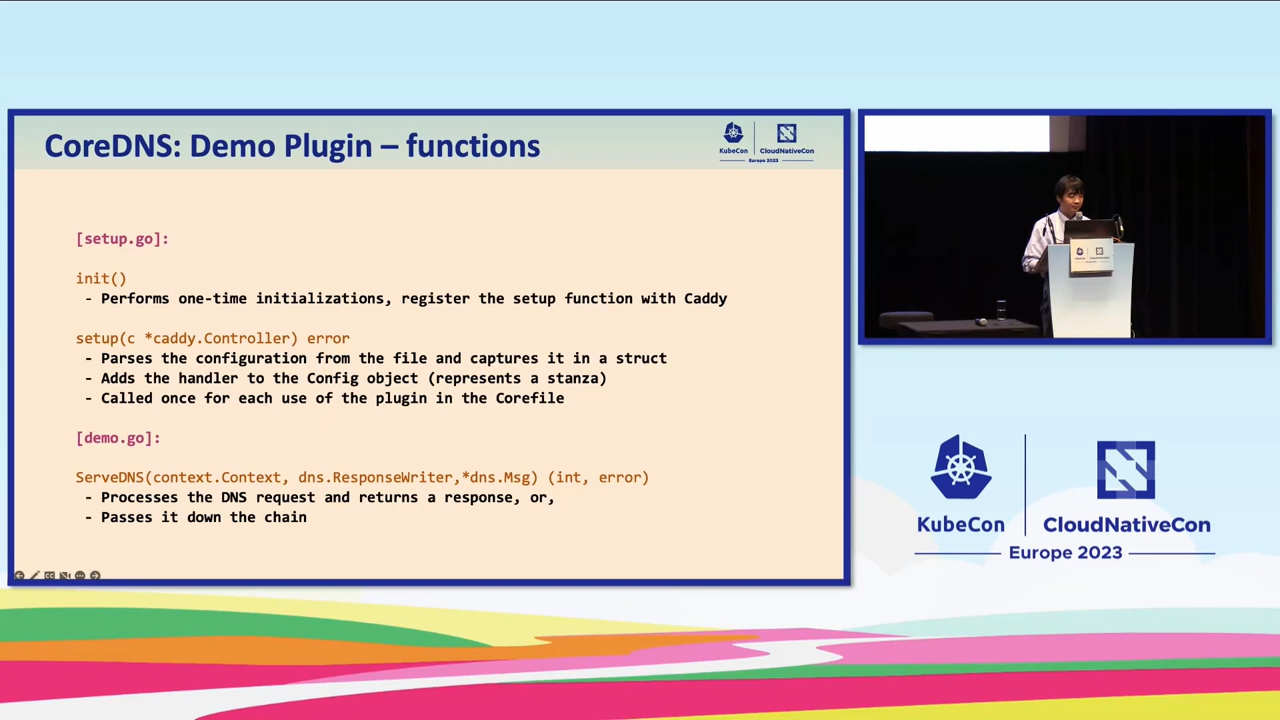 CoreDNS: Demo Plugin – functions
KubeCon
CloudNativeCon
Europe 2023
[setup.go]:
init()
- Performs one-time initializations, register the setup function with Caddy
setup(c *caddy.Controller) error
- Parses the configuration from the file and captures it in a struct
- Adds the handler to the Config object (represents a stanza)
- Called once for each use of the plugin in the Corefile
[demo.go]:
ServeDNS(context.Context, dns.ResponseWriter,*dns.Msg) (int, error)
- Processes the DNS request and returns a response, or,
- Passes it down the chain
KubeCon
CloudNativeCon
Europe 2023